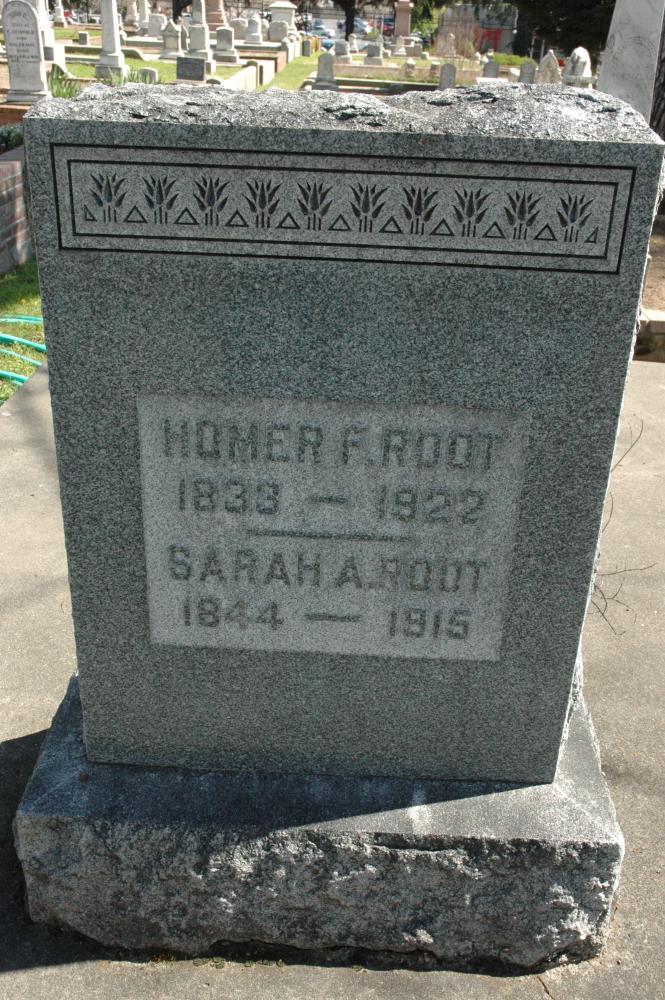 HOMER F. ROOT
1833 — 1922
SARAH A. ROOT
1844 — 1915